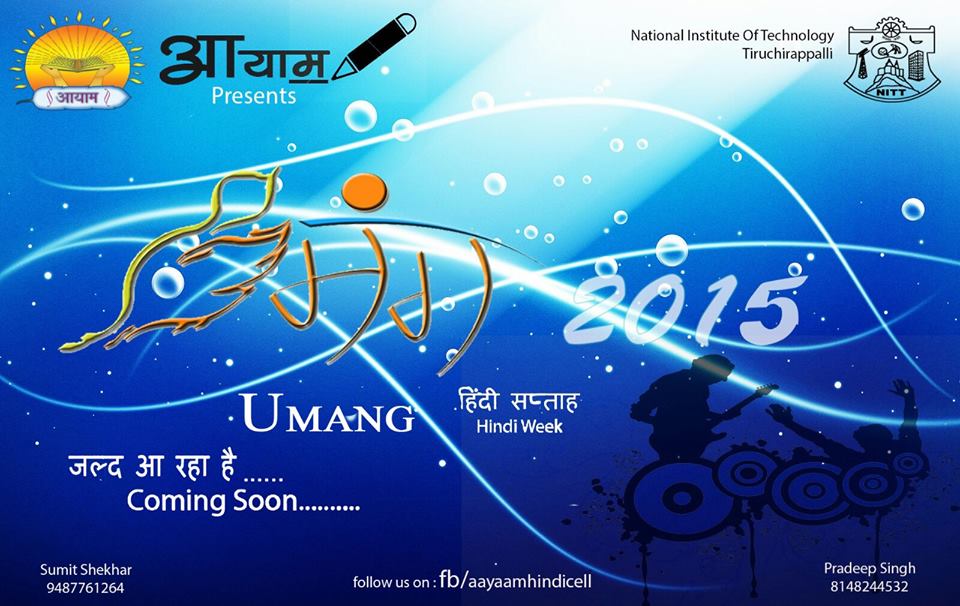 आयाम
आयाम
Presents
National Institute Of Technology
Tiruchirappalli
NITT
उमंग
2015
UMANG
हिंदी सप्ताह
Hindi Week
जल्द आ रहा है ......
Coming Soon..........
Sumit Shekhar
9487761264
follow us on : fb/aayaamhindicell
Pradeep Singh
8148244532